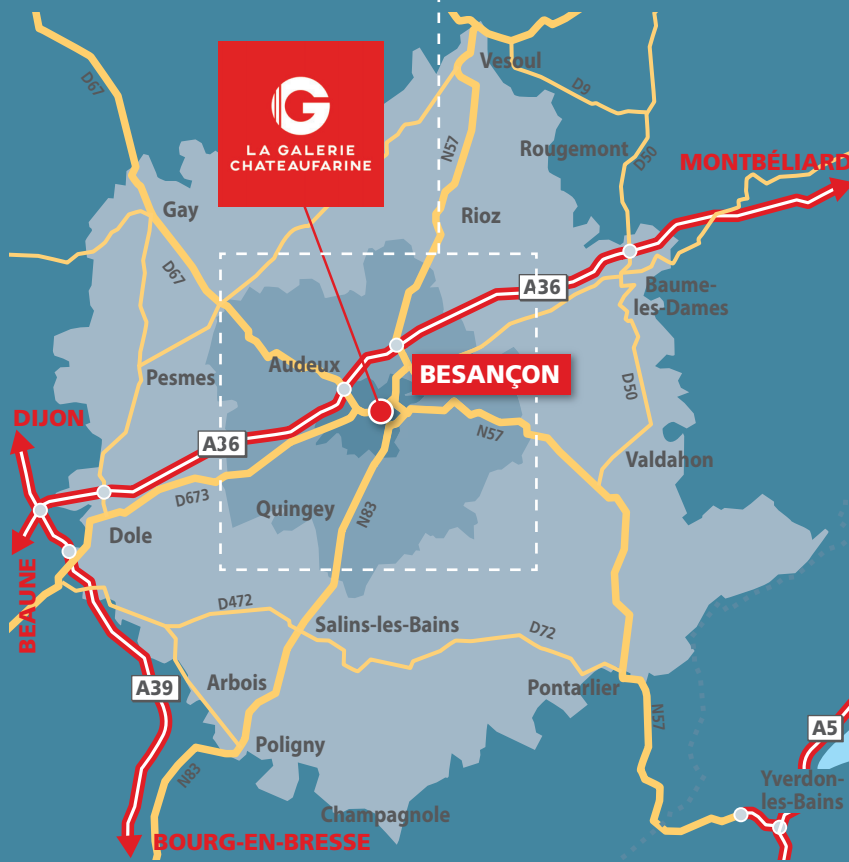 Vesoul
D67
D9
G
LA GALERIE
CHATEAUFARINE
N57
Rougemont
D50
MONTBÉLIARD
Gay
Rioz
D67
A36
Baume-
les-Dames
Audeux
BESANÇON
Pesmes
D50
DIJON
A36
N57
Valdahon
D673
Quingey
N83
Dole
BEAUNE
D472
Salins-les-Bains
D72
A39
Arbois
Pontarlier
N57
A5
Poligny
N83
Yverdon-
les-Bains
Champagnole
BOURG-EN-BRESSE